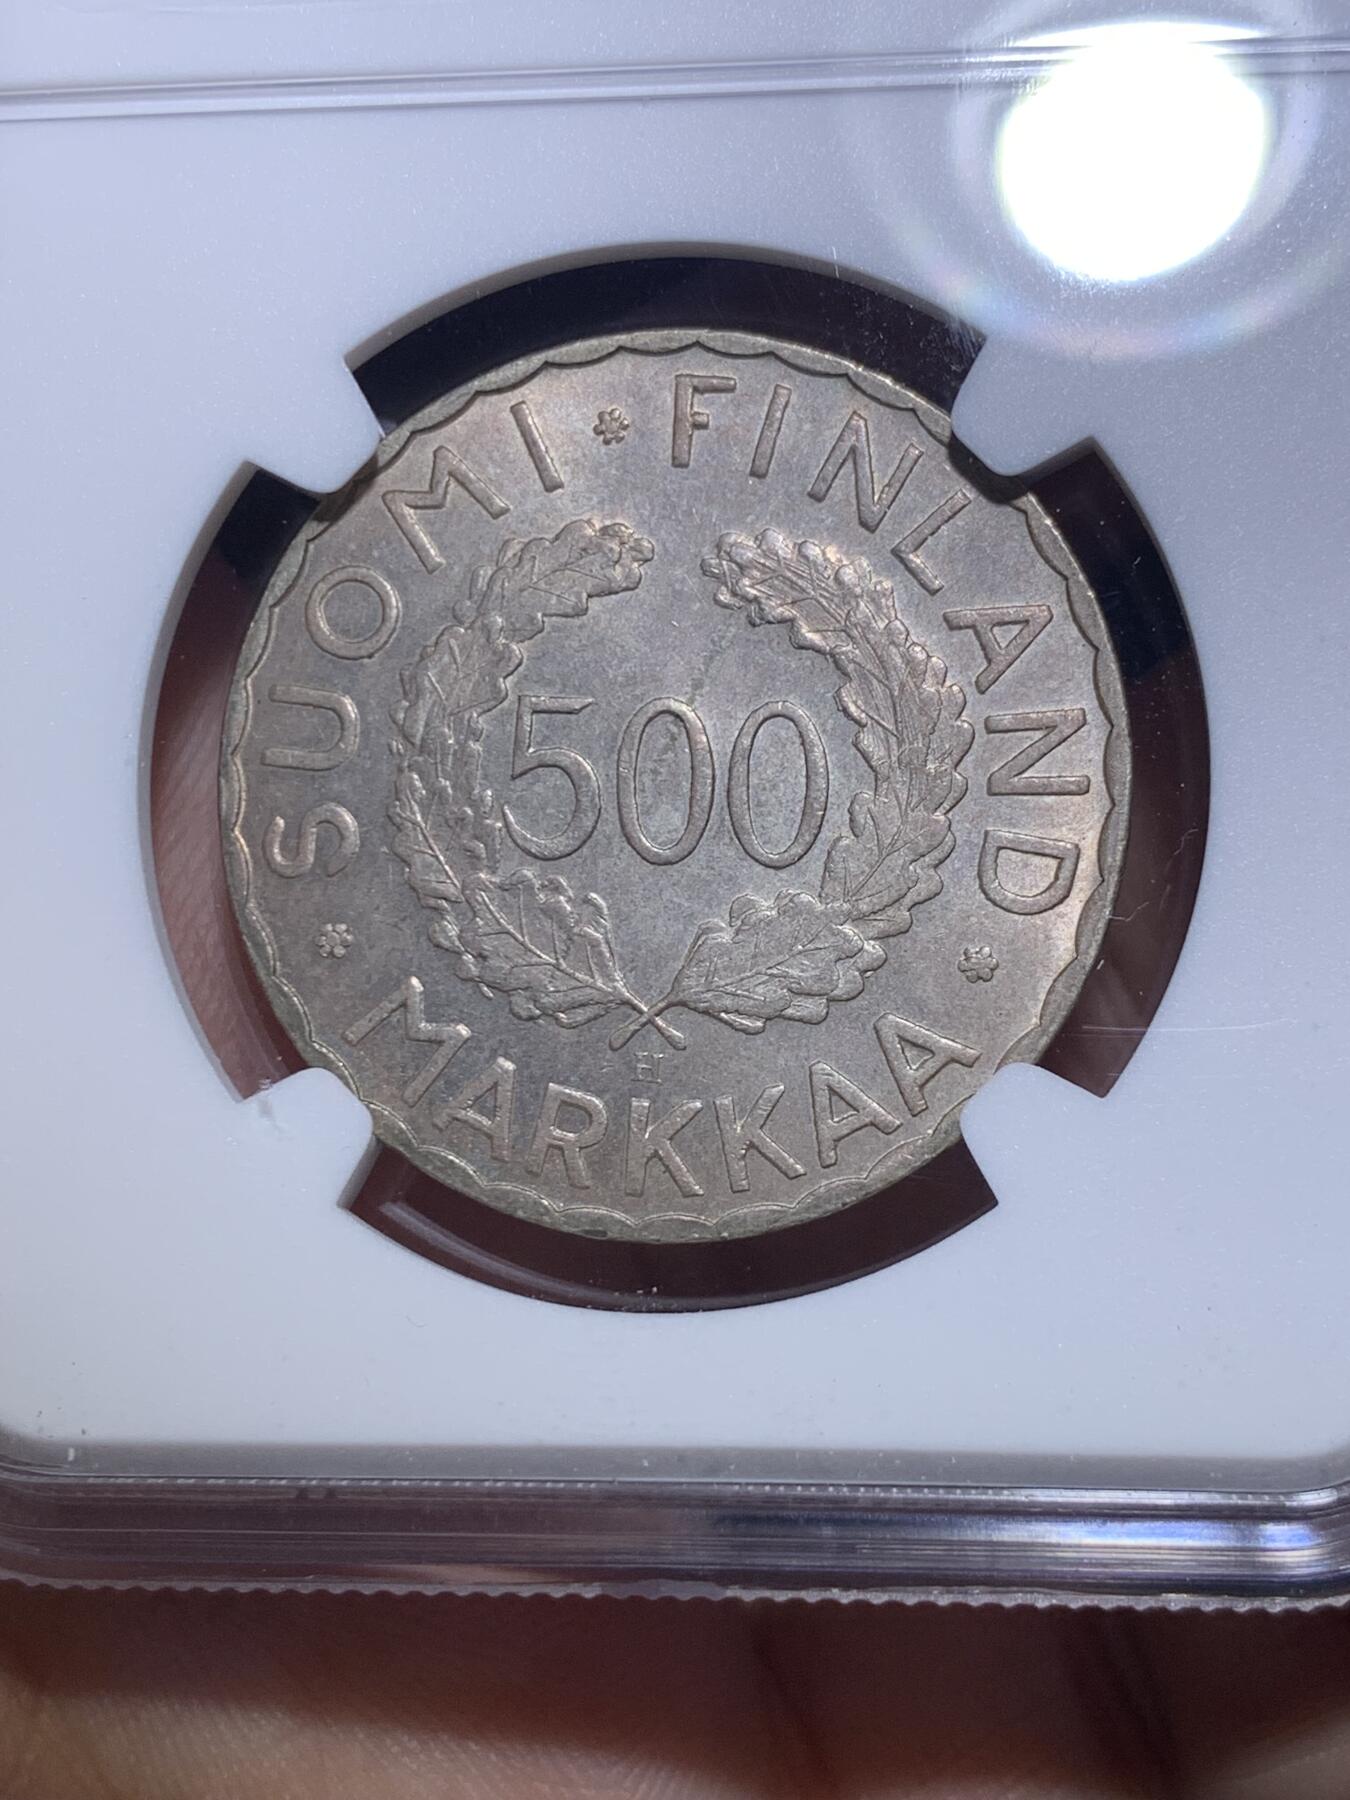 SUOMI * FINLAND
500
H
* MARKKAA *